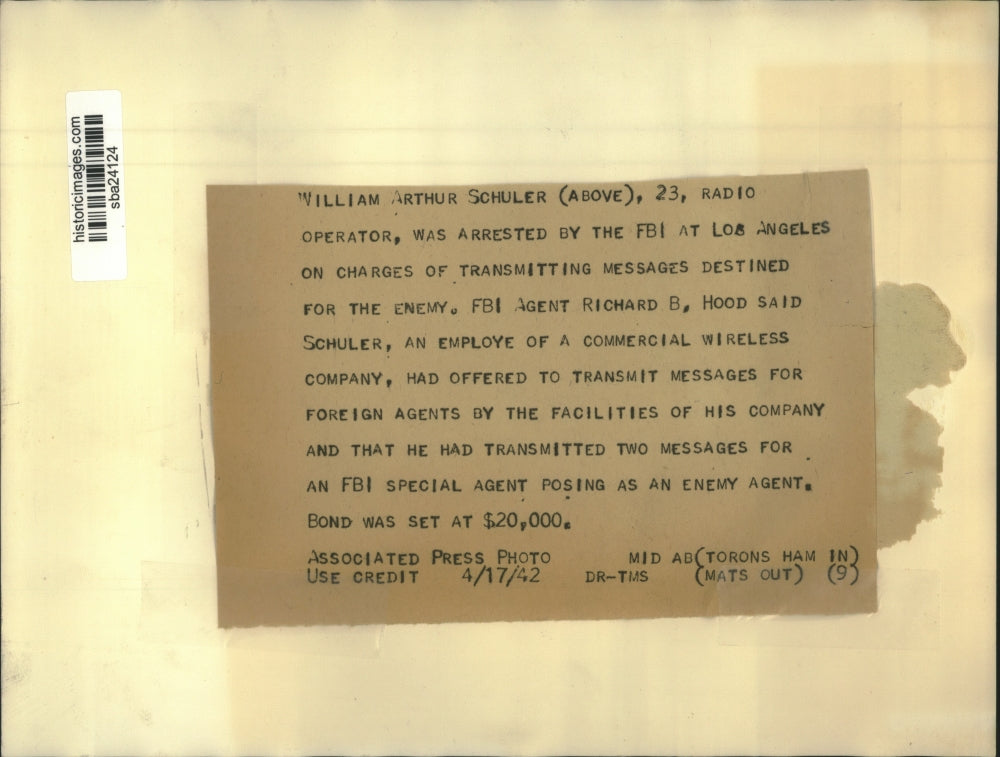 historicimages.com
sba24124
WILLIAM ARTHUR SCHULER (ABOVE), 23, RADIO
OPERATOR, WAS ARRESTED BY THE FBI AT LOS ANGELES
ON CHARGES OF TRANSMITTING MESSAGES DESTINED
FOR THE ENEMY. FBI AGENT RICHARD B, HOOD SAID
SCHULER, AN EMPLOYE OF A COMMERCIAL WIRELESS
COMPANY, HAD OFFERED TO TRANSMIT MESSAGES FOR
FOREIGN AGENTS BY THE FACILITIES OF HIS COMPANY
AND THAT HE HAD TRANSMITTED TWO MESSAGES FOR
AN FBI SPECIAL AGENT POSING AS AN ENEMY AGENT.
BOND WAS SET AT $20,000.
ASSOCIATED PRESS PHOTO MID AB(TORONS HAM IN)
USE CREDIT 4/17/42 DR-TMS (MATS OUT) (9)